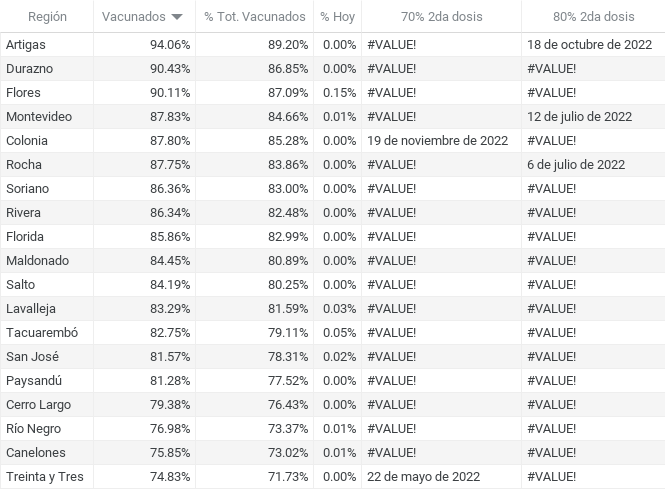 Región Vacunados % Tot. Vacunados % Hoy 70% 2da dosis 80% 2da dosis
Artigas 94.06% 89.20% 0.00% #VALUE! 18 de octubre de 2022
Durazno 90.43% 86.85% 0.00% #VALUE! #VALUE!
Flores 90.11% 87.09% 0.15% #VALUE! #VALUE!
Montevideo 87.83% 84.66% 0.01% #VALUE! 12 de julio de 2022
Colonia 87.80% 85.28% 0.00% 19 de noviembre de 2022 #VALUE!
Rocha 87.75% 83.86% 0.00% #VALUE! 6 de julio de 2022
Soriano 86.36% 83.00% 0.00% #VALUE! #VALUE!
Rivera 86.34% 82.48% 0.00% #VALUE! #VALUE!
Florida 85.86% 82.99% 0.00% #VALUE! #VALUE!
Maldonado 84.45% 80.89% 0.00% #VALUE! #VALUE!
Salto 84.19% 80.25% 0.00% #VALUE! #VALUE!
Lavalleja 83.29% 81.59% 0.03% #VALUE! #VALUE!
Tacuarembó 82.75% 79.11% 0.05% #VALUE! #VALUE!
San José 81.57% 78.31% 0.02% #VALUE! #VALUE!
Paysandú 81.28% 77.52% 0.00% #VALUE! #VALUE!
Cerro Largo 79.38% 76.43% 0.00% #VALUE! #VALUE!
Río Negro 76.98% 73.37% 0.01% #VALUE! #VALUE!
Canelones 75.85% 73.02% 0.01% #VALUE! #VALUE!
Treinta y Tres 74.83% 71.73% 0.00% 22 de mayo de 2022 #VALUE!